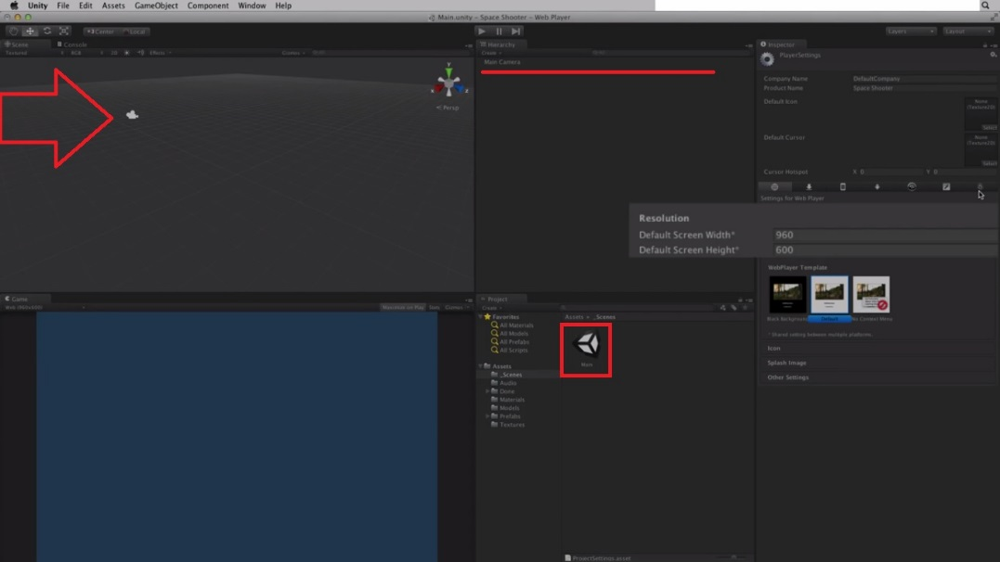 Unity File Edit Assets GameObject Component Window Help
Main.unity - Space Shooter - Web Player
Center Local
Layers Layout
Scene Console
Textured RGB 2D Effects Gizmos
y
x z
Persp
Hierarchy
Create
Main Camera
Inspector
PlayerSettings
Company Name DefaultCompany
Product Name Space Shooter
Default Icon
None
(Texture2D)
Select
Default Cursor
None
(Texture2D)
Select
Cursor Hotspot X 0 Y 0
Settings for Web Player
Resolution
Default Screen Width* 960
Default Screen Height* 600
WebPlayer Template
Black Background Default No Context Menu
* Shared setting between multiple platforms.
Icon
Splash Image
Other Settings
Game
Web (960x600) Maximize on Play Stats Gizmos
Project
Create
Favorites
All Materials
All Models
All Prefabs
All Scripts
Assets
_Scenes
Audio
Done
Materials
Models
Prefabs
Textures
Assets _Scenes
Main
ProjectSettings.asset